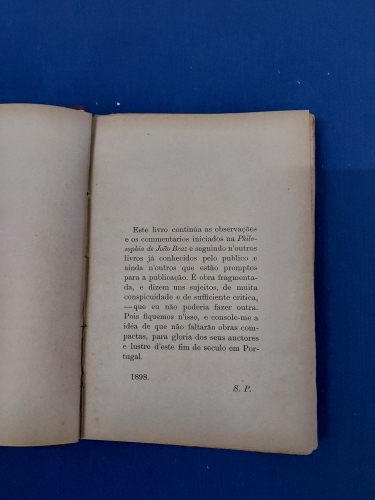 Este livro continúa as observações
e os commentarios iniciados na Philo-
sophia de João Braz e seguindo n'outros
livros já conhecidos pelo publico e
ainda n'outros que estão promptos
para a publicação. É obra fragmenta-
da, e dizem uns sujeitos, de muita
conspicuidade e de sufficiente critica,
—que eu não poderia fazer outra.
Pois fiquemos n'isso, e console-me a
idéa de que não faltarão obras com-
pactas, para gloria dos seus auctores
e lustre d'este fim de seculo em Por-
tugal.
1898.
S. P.